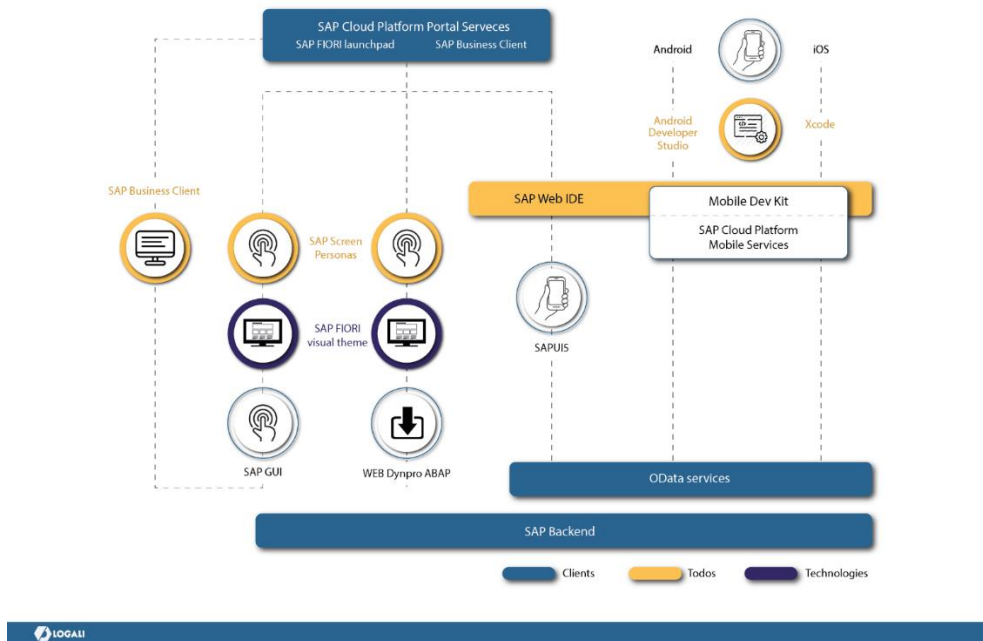 SAP Cloud Platform Portal Serveces
SAP FIORI launchpad
SAP Business Client
Android
iOS
Android
Developer
Studio
Xcode
SAP Business Client
SAP Web IDE
Mobile Dev Kit
SAP Cloud Platform
Mobile Services
SAP Screen
Personas
SAP FIORI
visual theme
SAPUI5
SAP GUI
WEB Dynpro ABAP
OData services
SAP Backend
Clients
Todos
Technologies
LOGALI